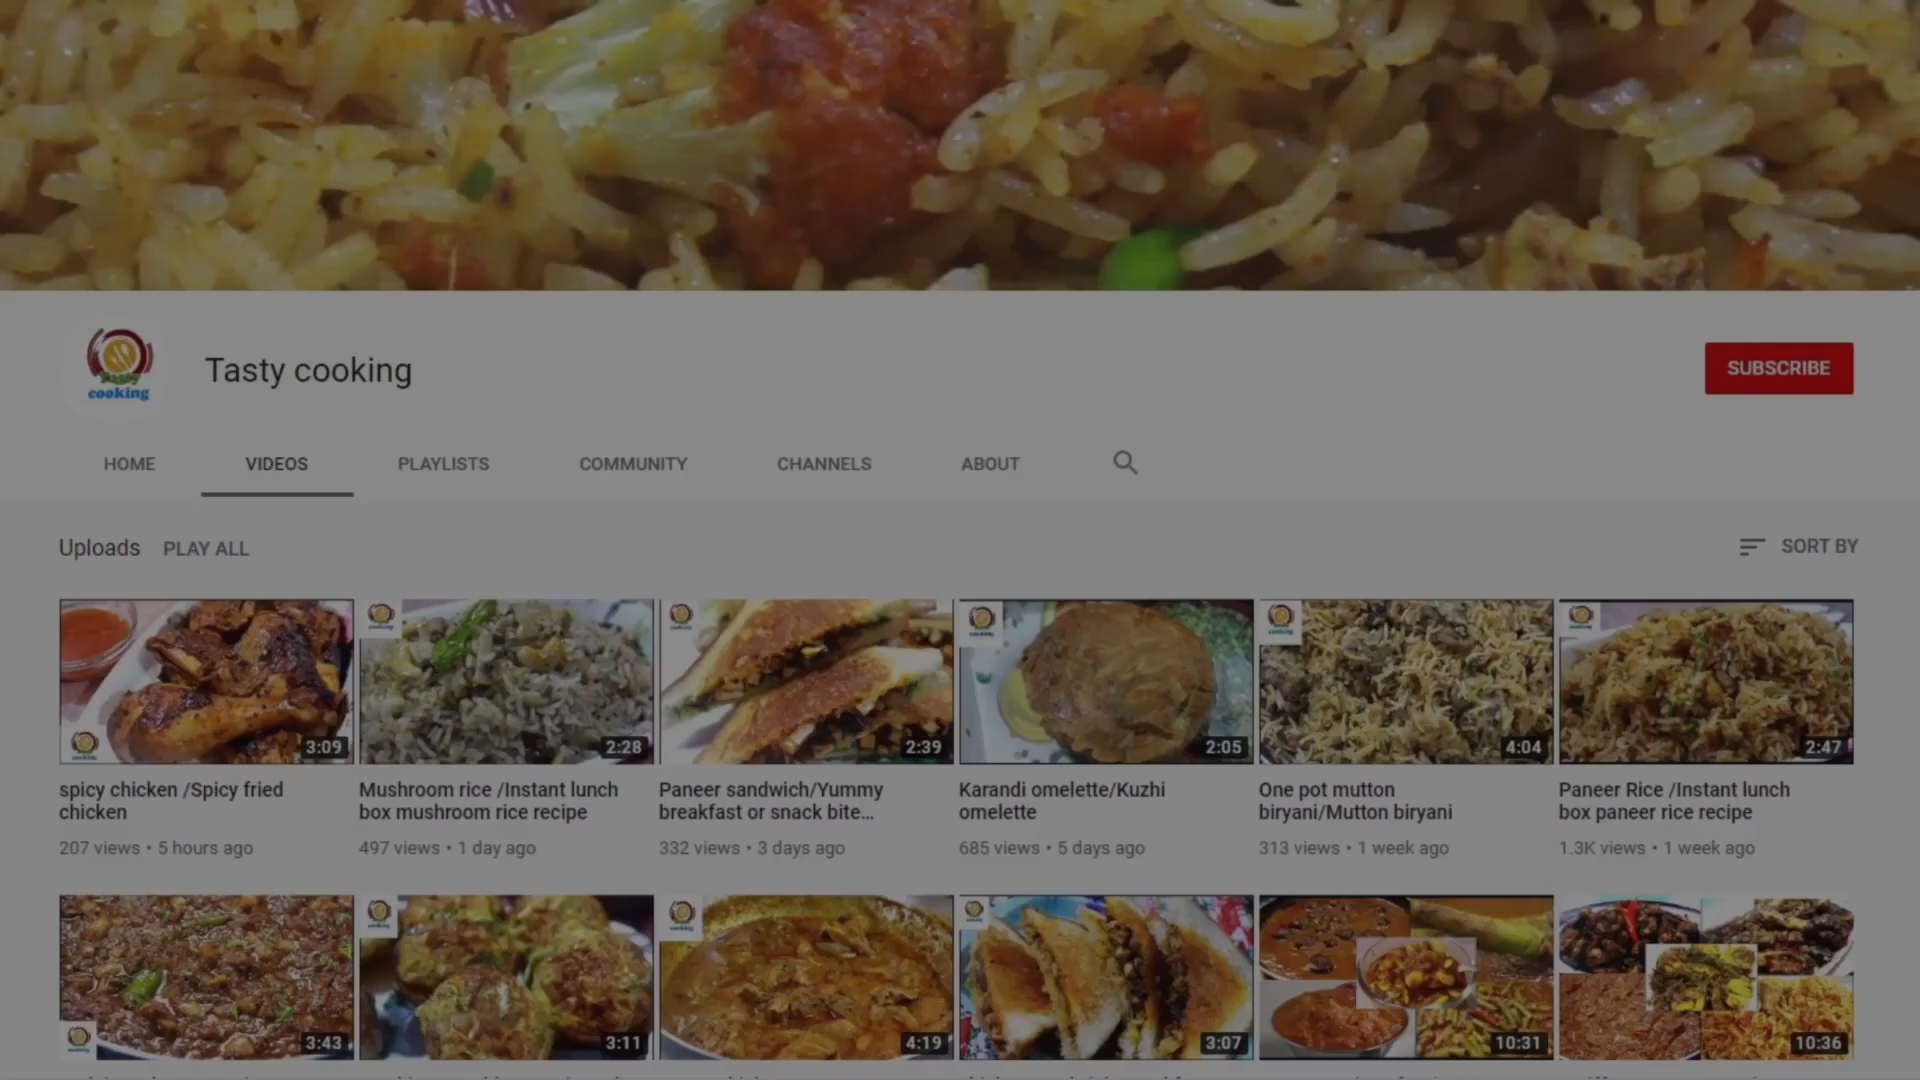 Tasty
cooking
Tasty cooking
SUBSCRIBE
HOME VIDEOS PLAYLISTS COMMUNITY CHANNELS ABOUT
Uploads PLAY ALL SORT BY
3:09 2:28 2:39 2:05 4:04 2:47
spicy chicken /Spicy fried
chicken
207 views • 5 hours ago
Mushroom rice /Instant lunch
box mushroom rice recipe
497 views • 1 day ago
Paneer sandwich/Yummy
breakfast or snack bite...
332 views • 3 days ago
Karandi omelette/Kuzhi
omelette
685 views • 5 days ago
One pot mutton
biryani/Mutton biryani
313 views • 1 week ago
Paneer Rice /Instant lunch
box paneer rice recipe
1.3K views • 1 week ago
3:43 3:11 4:19 3:07 10:31 10:36